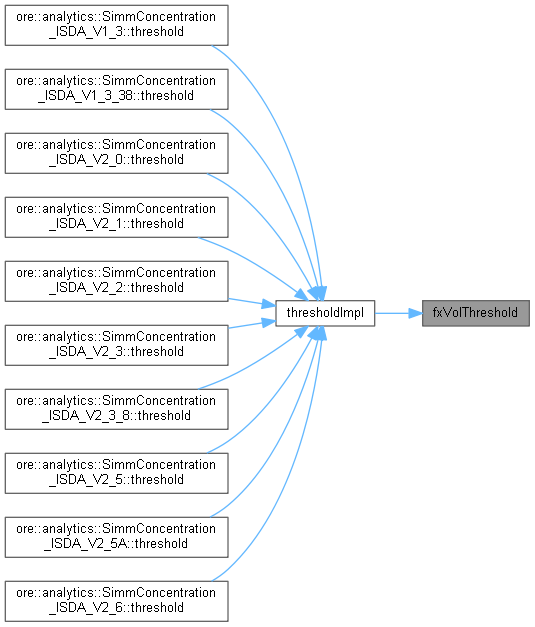 ore::analytics::SimmConcentration
_ISDA_V1_3::threshold
ore::analytics::SimmConcentration
_ISDA_V1_3_38::threshold
ore::analytics::SimmConcentration
_ISDA_V2_0::threshold
ore::analytics::SimmConcentration
_ISDA_V2_1::threshold
ore::analytics::SimmConcentration
_ISDA_V2_2::threshold
ore::analytics::SimmConcentration
_ISDA_V2_3::threshold
ore::analytics::SimmConcentration
_ISDA_V2_3_8::threshold
ore::analytics::SimmConcentration
_ISDA_V2_5::threshold
ore::analytics::SimmConcentration
_ISDA_V2_5A::threshold
ore::analytics::SimmConcentration
_ISDA_V2_6::threshold
thresholdImpl
fxVolThreshold